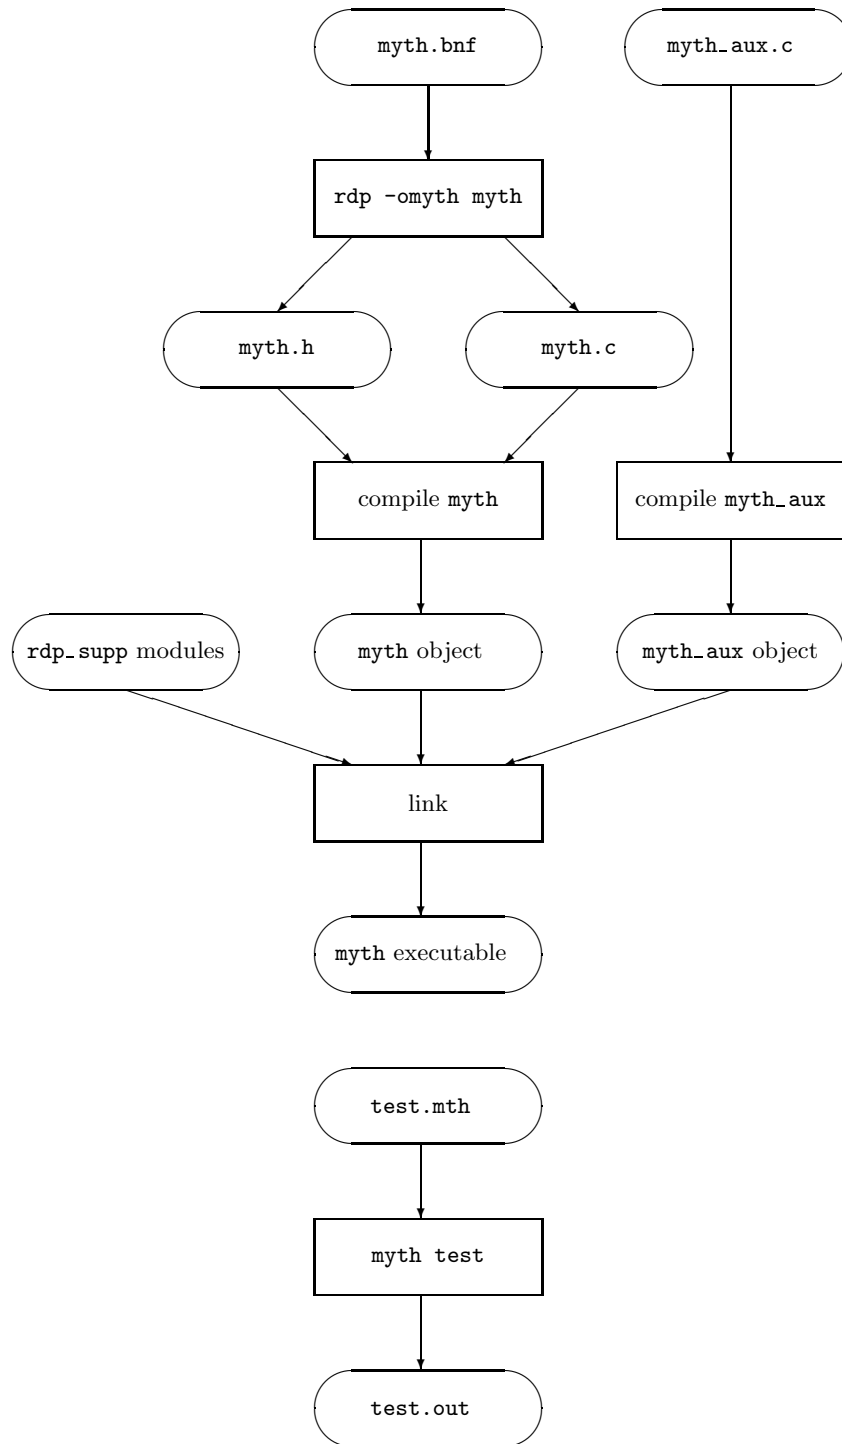 myth.bnf
myth_aux.c
rdp -omyth myth
myth.h
myth.c
compile myth
compile myth_aux
rdp_supp modules
myth object
myth_aux object
link
myth executable
test.mth
myth test
test.out